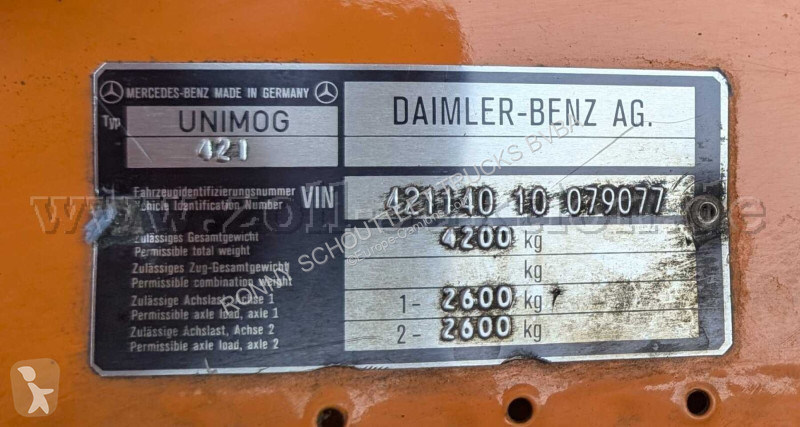 MERCEDES-BENZ MADE IN GERMANY
Typ UNIMOG
421
DAIMLER-BENZ AG.
Fahrzeugidentifizierungsnummer
Vehicle Identification Number
VIN 421140 10 079077
Zulässiges Gesamtgewicht
Permissible total weight
4200 kg
Zulässiges Zug-Gesamtgewicht
Permissible combination weight
kg
Zulässige Achslast, Achse 1
Permissible axle load, axle 1
1- 2600 kg
Zulässige Achslast, Achse 2
Permissible axle load, axle 2
2- 2600 kg
RONNY SCHOUTTEET TRUCKS BVBA